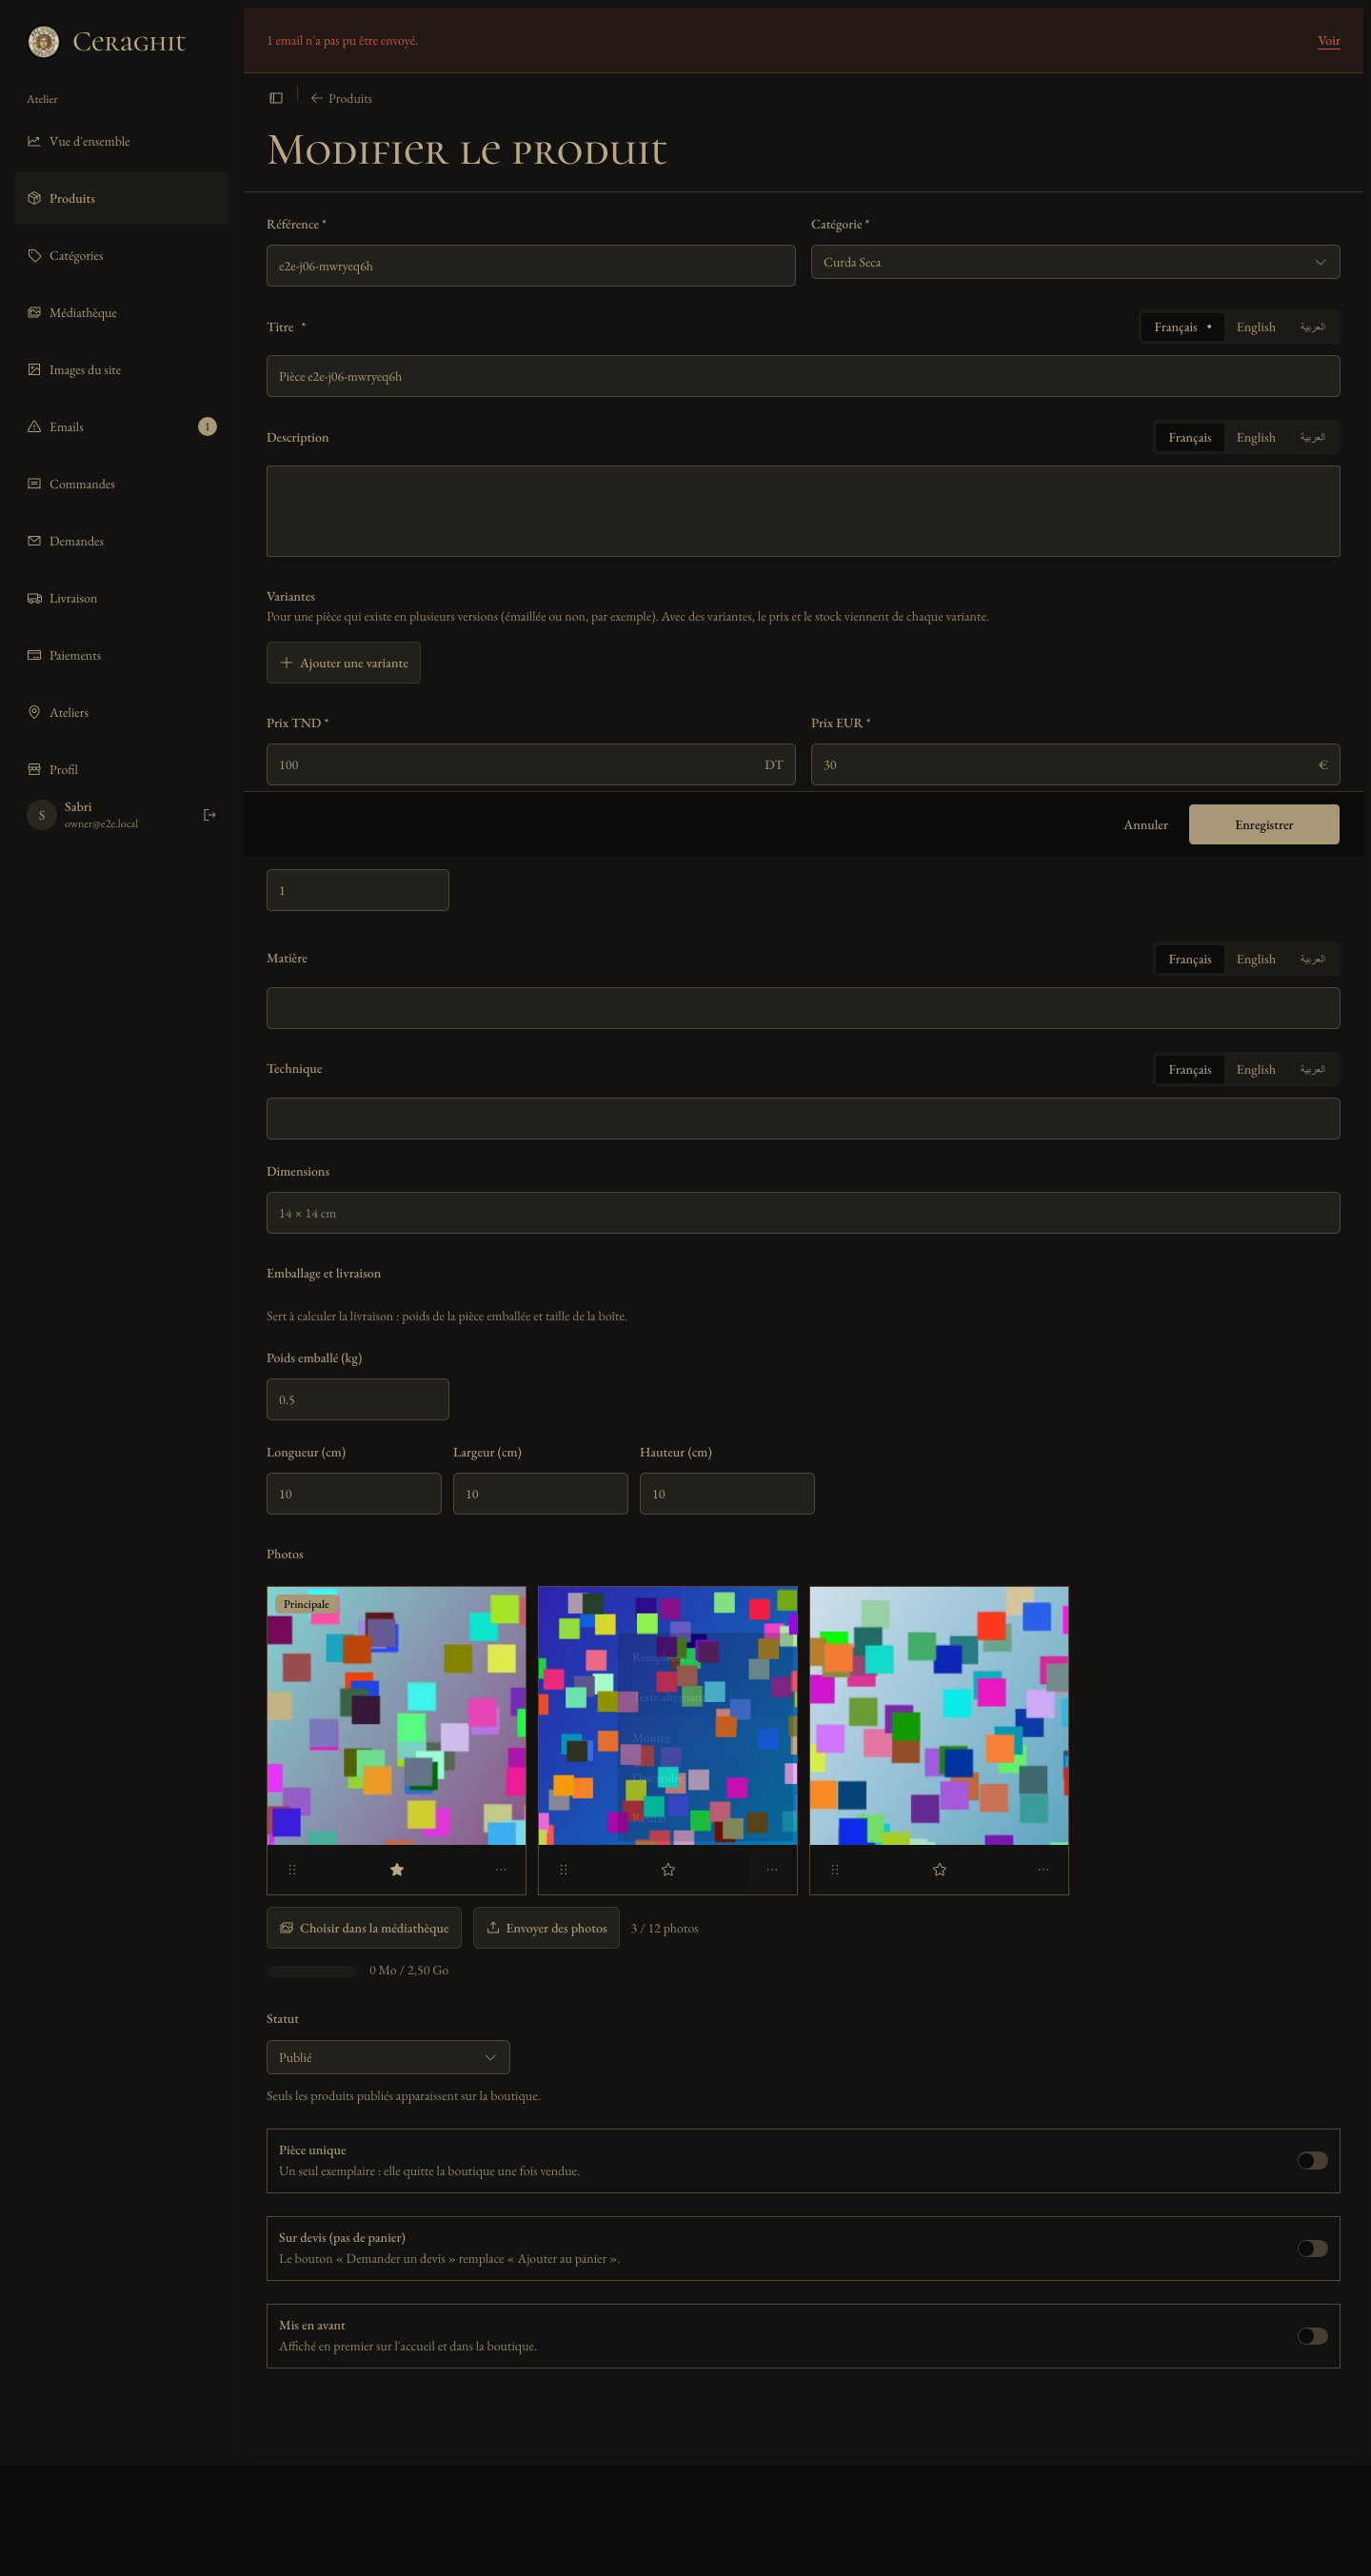 Ceraghit
Atelier
Vue d'ensemble
Produits
Catégories
Médiathèque
Images du site
Emails
1
Commandes
Demandes
Livraison
Paiements
Ateliers
Profil
S
Sabri
owner@e2e.local
1 email n'a pas pu être envoyé.
Voir
Produits
Modifier le produit
Référence *
Catégorie *
e2e-j06-mwryeq6h
Curda Seca
Titre *
Français • English العربية
Pièce e2e-j06-mwryeq6h
Description
Français English العربية
Variantes
Pour une pièce qui existe en plusieurs versions (émaillée ou non, par exemple). Avec des variantes, le prix et le stock viennent de chaque variante.
Ajouter une variante
Prix TND *
Prix EUR *
100 DT
30 €
Annuler
Enregistrer
1
Matière
Français English العربية
Technique
Français English العربية
Dimensions
14 × 14 cm
Emballage et livraison
Sert à calculer la livraison : poids de la pièce emballée et taille de la boîte.
Poids emballé (kg)
0.5
Longueur (cm) Largeur (cm) Hauteur (cm)
10 10 10
Photos
Principale
Remplacer
Texte alternatif
Monter
Descendre
Retirer
Choisir dans la médiathèque
Envoyer des photos
3 / 12 photos
0 Mo / 2,50 Go
Statut
Publié
Seuls les produits publiés apparaissent sur la boutique.
Pièce unique
Un seul exemplaire : elle quitte la boutique une fois vendue.
Sur devis (pas de panier)
Le bouton « Demander un devis » remplace « Ajouter au panier ».
Mis en avant
Affiché en premier sur l'accueil et dans la boutique.